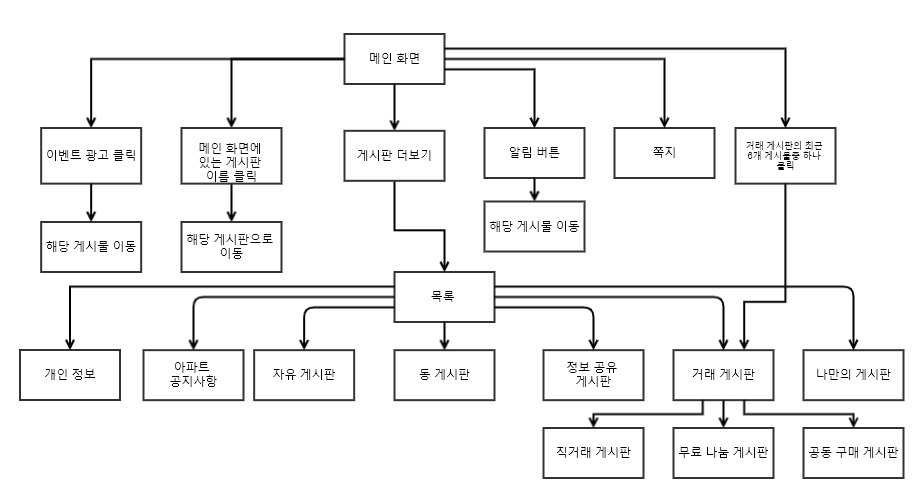 메인 화면
이벤트 광고 클릭
메인 화면에
있는 게시판
이름 클릭
게시판 더보기
알림 버튼
쪽지
거래 게시판의 최근
6개 게시물중 하나
클릭
해당 게시물 이동
해당 게시판으로
이동
해당 게시물 이동
목록
개인 정보
아파트
공지사항
자유 게시판
동 게시판
정보 공유
게시판
거래 게시판
나만의 게시판
직거래 게시판
무료 나눔 게시판
공동 구매 게시판